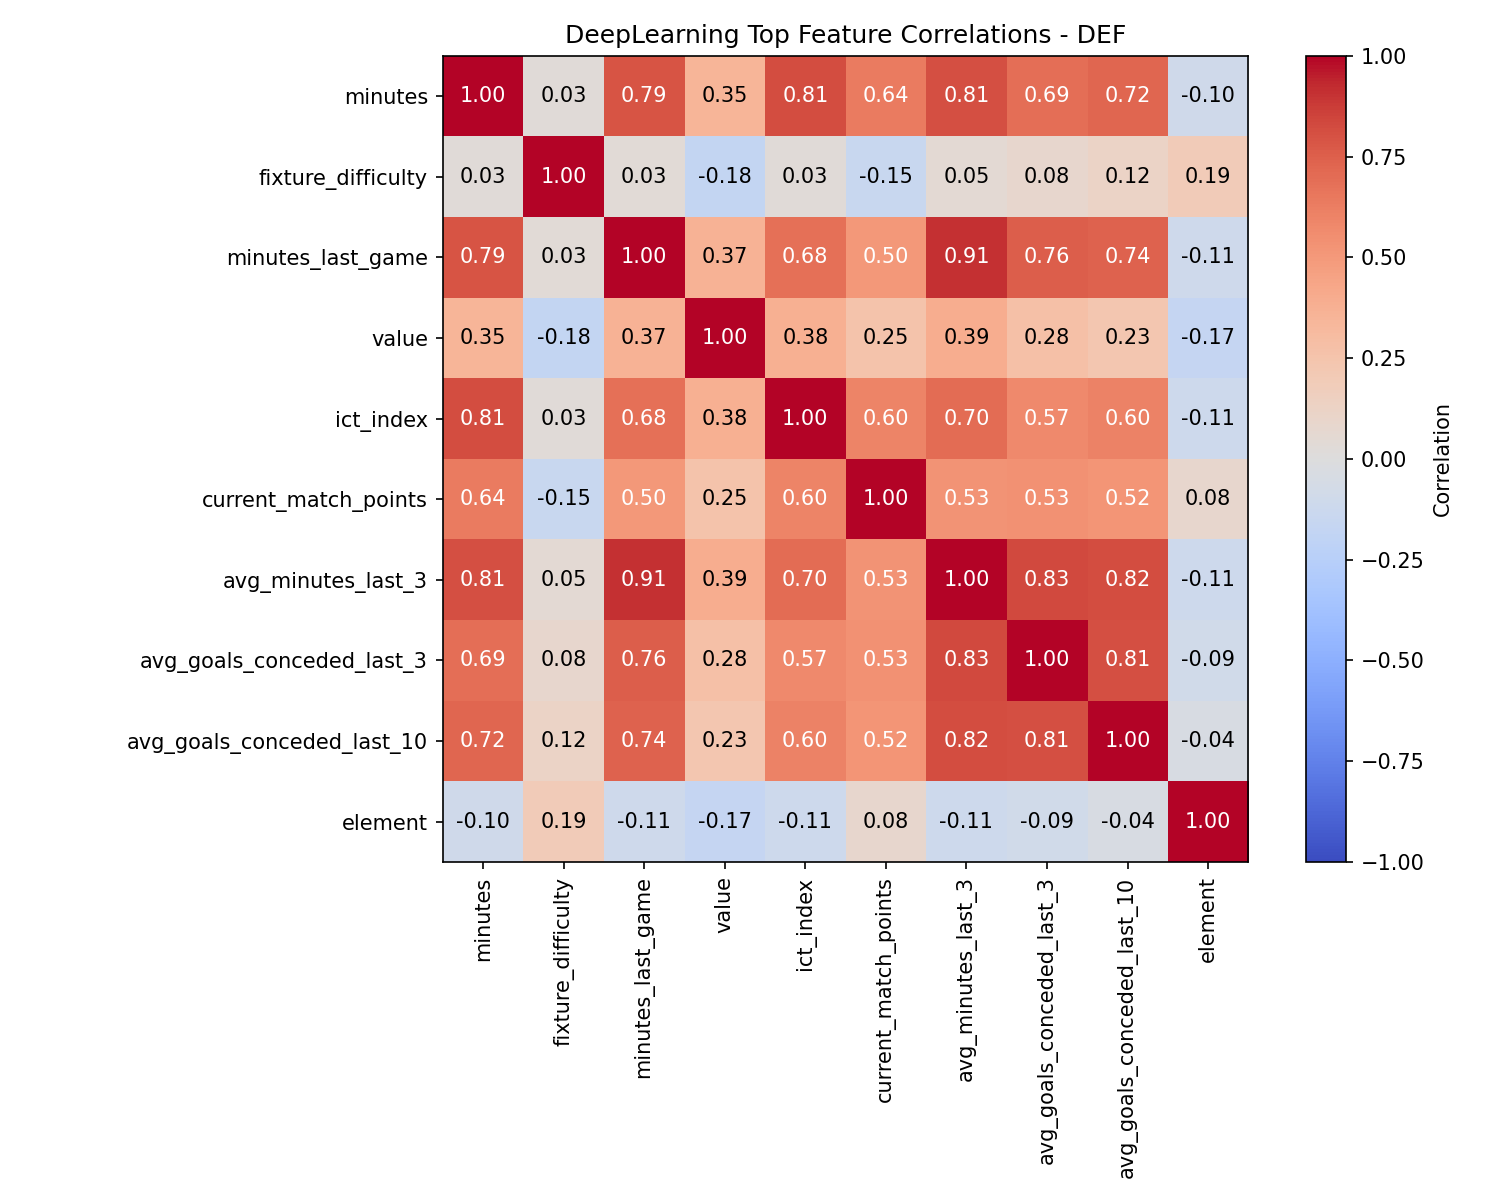 DeepLearning Top Feature Correlations - DEF
minutes 1.00 0.03 0.79 0.35 0.81 0.64 0.81 0.69 0.72 -0.10
fixture_difficulty 0.03 1.00 0.03 -0.18 0.03 -0.15 0.05 0.08 0.12 0.19
minutes_last_game 0.79 0.03 1.00 0.37 0.68 0.50 0.91 0.76 0.74 -0.11
value 0.35 -0.18 0.37 1.00 0.38 0.25 0.39 0.28 0.23 -0.17
ict_index 0.81 0.03 0.68 0.38 1.00 0.60 0.70 0.57 0.60 -0.11
current_match_points 0.64 -0.15 0.50 0.25 0.60 1.00 0.53 0.53 0.52 0.08
avg_minutes_last_3 0.81 0.05 0.91 0.39 0.70 0.53 1.00 0.83 0.82 -0.11
avg_goals_conceded_last_3 0.69 0.08 0.76 0.28 0.57 0.53 0.83 1.00 0.81 -0.09
avg_goals_conceded_last_10 0.72 0.12 0.74 0.23 0.60 0.52 0.82 0.81 1.00 -0.04
element -0.10 0.19 -0.11 -0.17 -0.11 0.08 -0.11 -0.09 -0.04 1.00
minutes
fixture_difficulty
minutes_last_game
value
ict_index
current_match_points
avg_minutes_last_3
avg_goals_conceded_last_3
avg_goals_conceded_last_10
element
1.00
0.75
0.50
0.25
0.00
−0.25
−0.50
−0.75
−1.00
Correlation